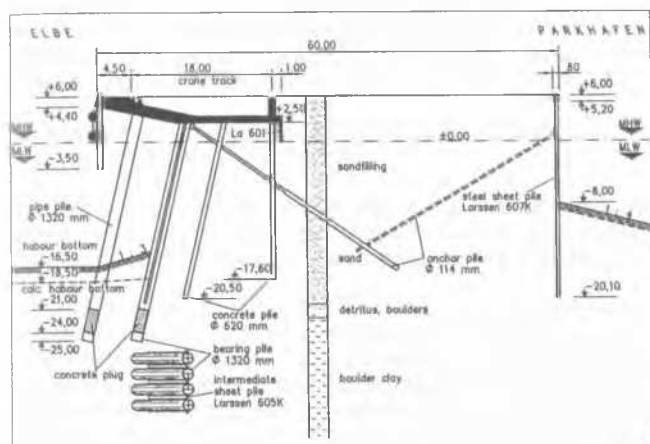 ELBE
PARKHAFEN
60,00
4,50
18,00
1,00
,80
crane track
+6,00
+4,40
-3,50
MHW
MLW
+2,50
La 601
±0,00
+6,00
+5,20
MHW
MLW
sandfilling
pipe pile
Ø 1320 mm
steel sheet pile
Larssen 607K
-8,00
habour bottom
-16,50
-18,50
calc. habour bottom
-17,60
-20,50
sand
anchor pile
Ø 114 mm
-20,10
-21,00
-24,00
-25,00
concrete pile
Ø 620 mm
detritus, boulders
concrete plug
bearing pile
Ø 1320 mm
intermediate
sheet pile
Larssen 605K
boulder clay